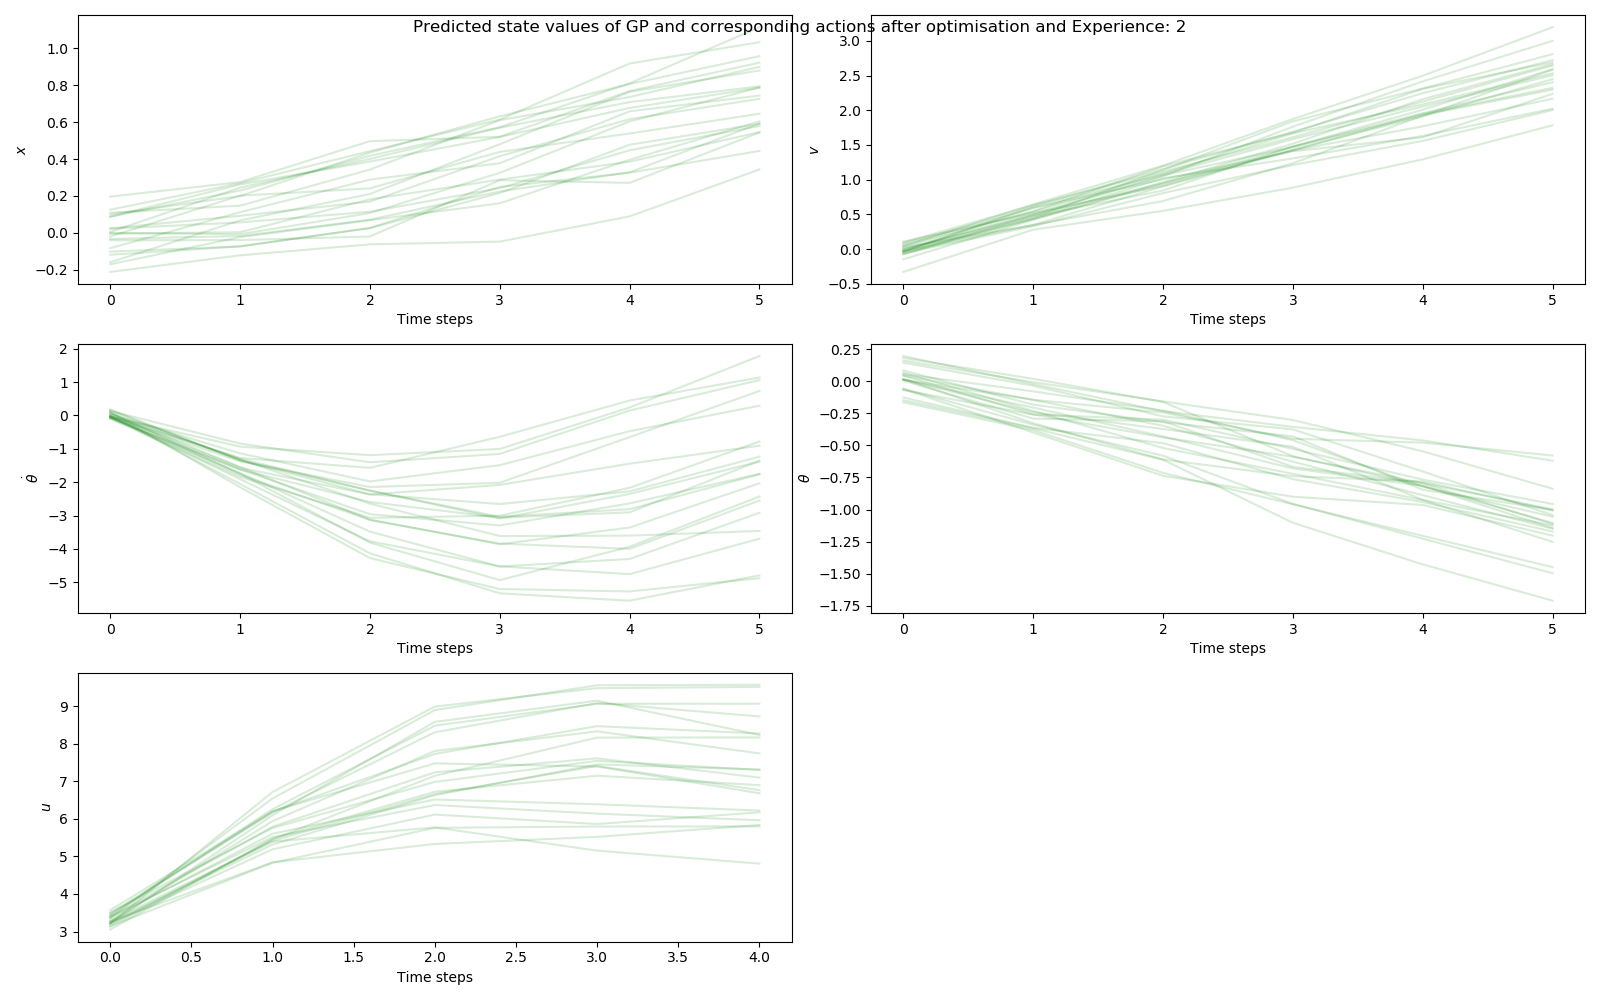 Predicted state values of GP and corresponding actions after optimisation and Experience: 2
1.0
0.8
0.6
0.4
0.2
0.0
−0.2
x
0 1 2 3 4 5
Time steps
3.0
2.5
2.0
1.5
1.0
0.5
0.0
−0.5
v
0 1 2 3 4 5
Time steps
2
1
0
−1
−2
−3
−4
−5
θ̇
0 1 2 3 4 5
Time steps
0.25
0.00
−0.25
−0.50
−0.75
−1.00
−1.25
−1.50
−1.75
θ
0 1 2 3 4 5
Time steps
9
8
7
6
5
4
3
u
0.0 0.5 1.0 1.5 2.0 2.5 3.0 3.5 4.0
Time steps